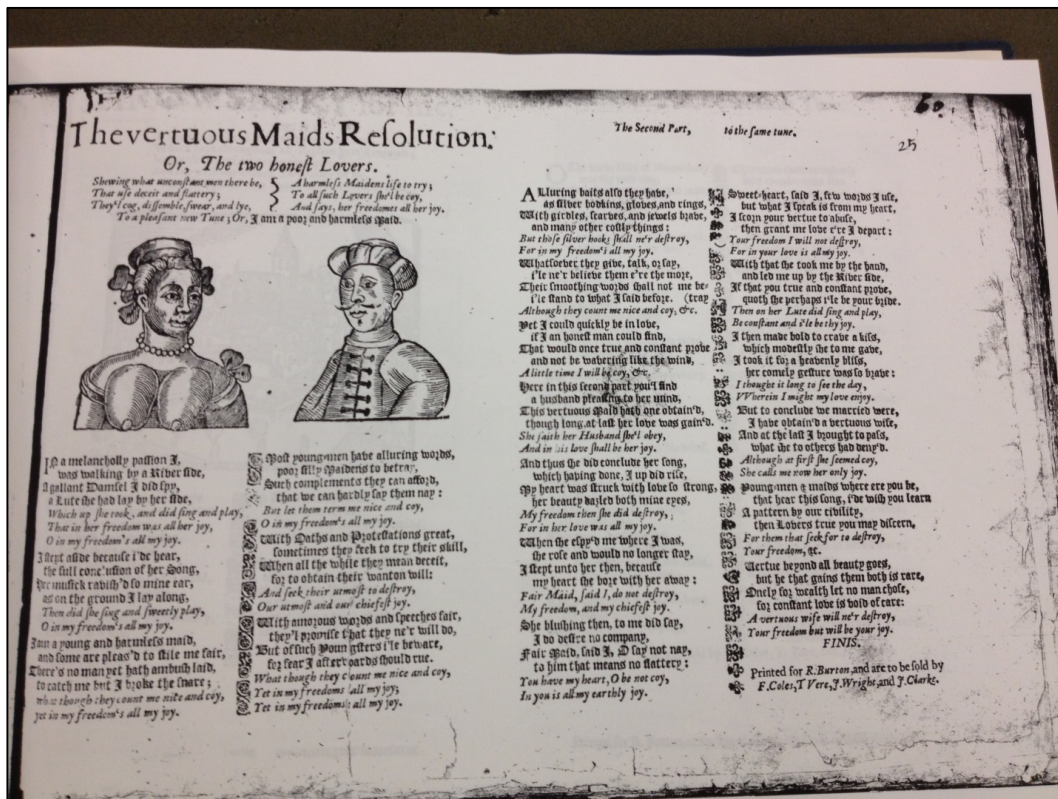 The vertuous Maids Resolution:
Or, The two honest Lovers.
Shewing what unconstant men there be,
That use deceit and flattery;
They'l cog, dissemble, swear, and lye,
A harmless Maidens life to try;
To all such Lovers she'l be coy,
And says, her freedomes all her joy.
To a pleasant new Tune; Or, I am a poor and harmless Maid.
IN a melancholly passion I,
was walking by a River side,
A gallant Damsel I did spy,
a Lute she had lay by her side,
Which up she took, and did sing and play,
That in her freedom was all her joy,
O in my freedom's all my joy.
I stept aside because i'de hear,
the full conclusion of her Song,
Her musick ravish'd so mine ear,
as on the ground I lay along,
Then did she sing and sweetly play,
O in my freedom's all my joy.
I am a young and harmless maid,
and some are pleas'd to stile me fair,
There's no man yet hath ambush laid,
to catch me but I broke the snare:
What though they count me nice and coy,
Yet in my freedom's all my joy.
Most young-men have alluring words,
poor silly Maidens to betray,
Such complements they can afford,
that we can hardly say them nay:
But let them term me nice and coy,
O in my freedom's all my joy.
With Oaths and Protestations great,
sometimes they seek to try their skill,
When all the while they mean deceit,
for to obtain their wanton will:
And seek their utmost to destroy,
Our utmost and our chiefest joy.
With amorous words and speeches fair,
they'l promise that they ne'r will do,
But of such Youngsters i'le beware,
for fear I afterwards should rue.
What though they count me nice and coy,
Yet in my freedoms all my joy;
Yet in my freedoms all my joy.
60.
25
The Second Part, to the same tune.
ALluring baits also they have,
as silver bodkins, gloves, and rings,
With girdles, scarves, and jewels brave,
and many other costly things:
But those silver hooks shall ne'r destroy,
For in my freedom's all my joy.
Whatsoever they give, talk, or say,
i'le ne'r believe them e're the more,
Their smoothing words shall not me be-
i'le stand to what I said before. (tray
Although they count me nice and coy, &c.
Yet I could quickly be in love,
if I an honest man could find,
That would once true and constant prove
and not be wavering like the wind,
A little time I will be coy, &c.
Here in this second part you'l find
a husband pleasing to her mind,
This vertuous Maid hath one obtain'd,
though long, at last her love was gain'd.
She saith her Husband she'l obey,
And in his love shall be her joy.
And thus she did conclude her song,
which having done, I up did rise,
My heart was struck with love so strong,
her beauty dazled both mine eyes,
My freedom then she did destroy,
For in her love was all my joy.
When she espy'd me where I was,
she rose and would no longer stay,
I stept unto her then, because
my heart she bore with her away:
Fair Maid, said I, do not destroy,
My freedom, and my chiefest joy.
She blushing then, to me did say,
I do desire no company,
Fair Maid, said I, O say not nay,
to him that means no flattery:
You have my heart, O be not coy,
In you is all my earthly joy.
Sweet-heart, said I, few words I use,
but what I speak is from my heart,
I scorn your vertue to abuse,
then grant me love e're I depart:
Your freedom I will not destroy,
For in your love is all my joy.
With that she took me by the hand,
and led me up by the River side,
If that you true and constant prove,
quoth she perhaps i'le be your bride.
Then on her Lute did sing and play,
Be constant and i'le be thy joy.
I then made bold to crave a kiss,
which modestly she to me gave,
I took it for a heavenly bliss,
her comely gesture was so brave:
I thought it long to see the day,
VVherein I might my love enjoy.
But to conclude we married were,
I have obtain'd a vertuous wife,
And at the last I brought to pass,
what she to others had deny'd.
Although at first she seemed coy,
She calls me now her only joy.
Young-men & maids where ere you be,
that hear this song, i'de wish you learn
A pattern by our civility,
then Lovers true you may discern,
For them that seek for to destroy,
Your freedom, &c.
Vertue beyond all beauty goes,
but he that gains them both is rare,
Onely for wealth let no man chose,
for constant love is void of care:
A vertuous wife will ne'r destroy,
Your freedom but will be your joy.
FINIS.
Printed for R. Burton, and are to be sold by
F. Coles, T Vere, J. Wright, and J. Clarke.